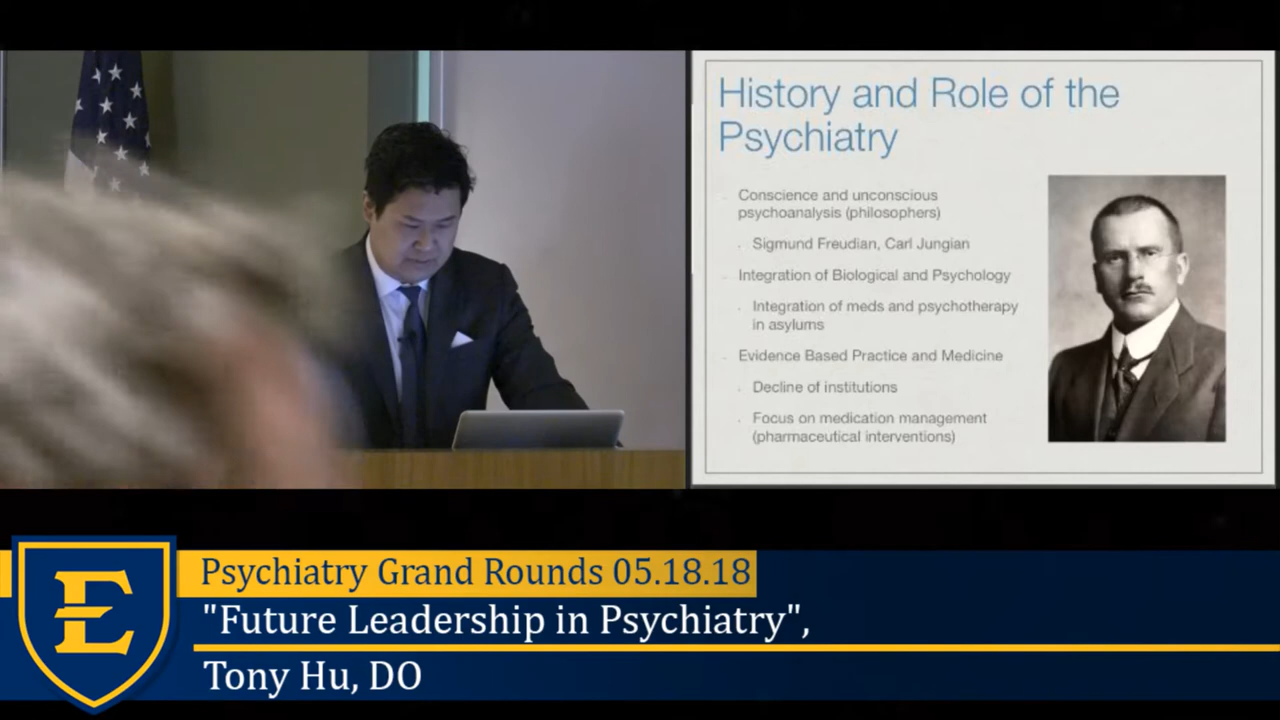 History and Role of the
Psychiatry
Conscience and unconscious
psychoanalysis (philosophers)
Sigmund Freudian, Carl Jungian
Integration of Biological and Psychology
Integration of meds and psychotherapy
in asylums
Evidence Based Practice and Medicine
Decline of institutions
Focus on medication management
(pharmaceutical interventions)
E
Psychiatry Grand Rounds 05.18.18
"Future Leadership in Psychiatry",
Tony Hu, DO